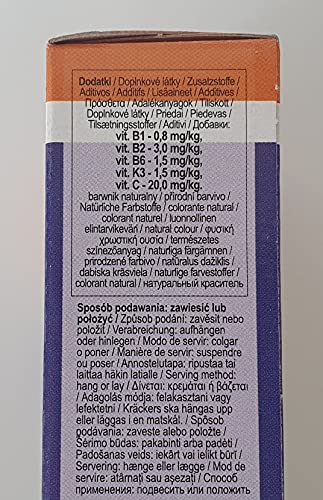 Dodatki / Doplnkové látky / Zusatzstoffe /
Aditivos / Additifs / Lisäaineet / Additives /
Πρόσθετα / Adalékanyagok / Tillskott /
Doplnkové látky / Priedai / Piedevas /
Tilsætningsstoffer / Aditivi / Добавки:
vit. B1 - 0,8 mg/kg,
vit. B2 - 3,0 mg/kg,
vit. B6 - 1,5 mg/kg,
vit. K3 - 1,5 mg/kg,
vit. C - 20,0 mg/kg,
barwnik naturalny / přírodní barvivo /
Natürliche Farbstoffe / colorante natural /
colorant naturel / luonnollinen
elintarvikeväri / natural colour / φυσική
χρωστική ουσία / természetes
színezőanyag / naturliga färgämnen /
prirodzené farbivo / natūralus dažiklis /
dabiska krāsviela / naturlige farvestoffer /
colorant natural / натуральный краситель
Sposób podawania: zawiesić lub
położyć / Způsob podání: zavěsit nebo
položit / Verabreichung: aufhängen
oder hinlegen / Modo de servir: colgar
o poner / Manière de servir: suspendre
ou poser / Annostelutapa: ripustaa tai
laittaa häkin lattialle / Serving method:
hang or lay / Δίνεται: κρεμάται ή βάζεται
/ Adagolás módja: felakasztani vagy
lefektetni / Kräckers ska hängas upp
eller läggas i en matskål. / Spôsob
podávania: zaveste alebo položte /
Šėrimo būdas: pakabinti arba padėti /
Padošanas veids: iekārt vai ielikt būrī /
Servering: hænge eller lægge / Mod de
servire: atârnați sau așezați / Способ
применения: подвесить или положить